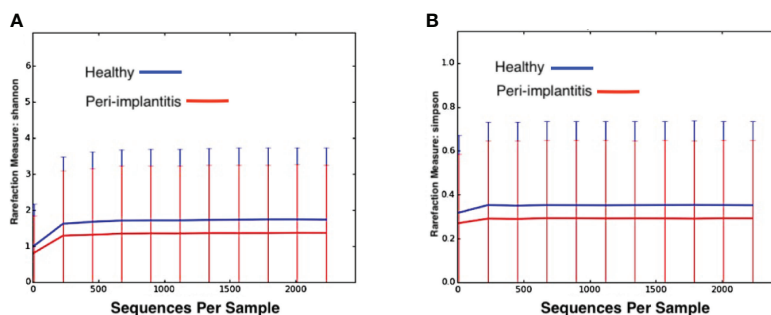 A
Rarefaction Measure: shannon
6
5
4
3
2
1
0
Healthy
Peri-implantitis
0
500
1000
1500
2000
Sequences Per Sample
B
Rarefaction Measure: simpson
1.0
0.8
0.6
0.4
0.2
0.0
Healthy
Peri-implantitis
0
500
1000
1500
2000
Sequences Per Sample